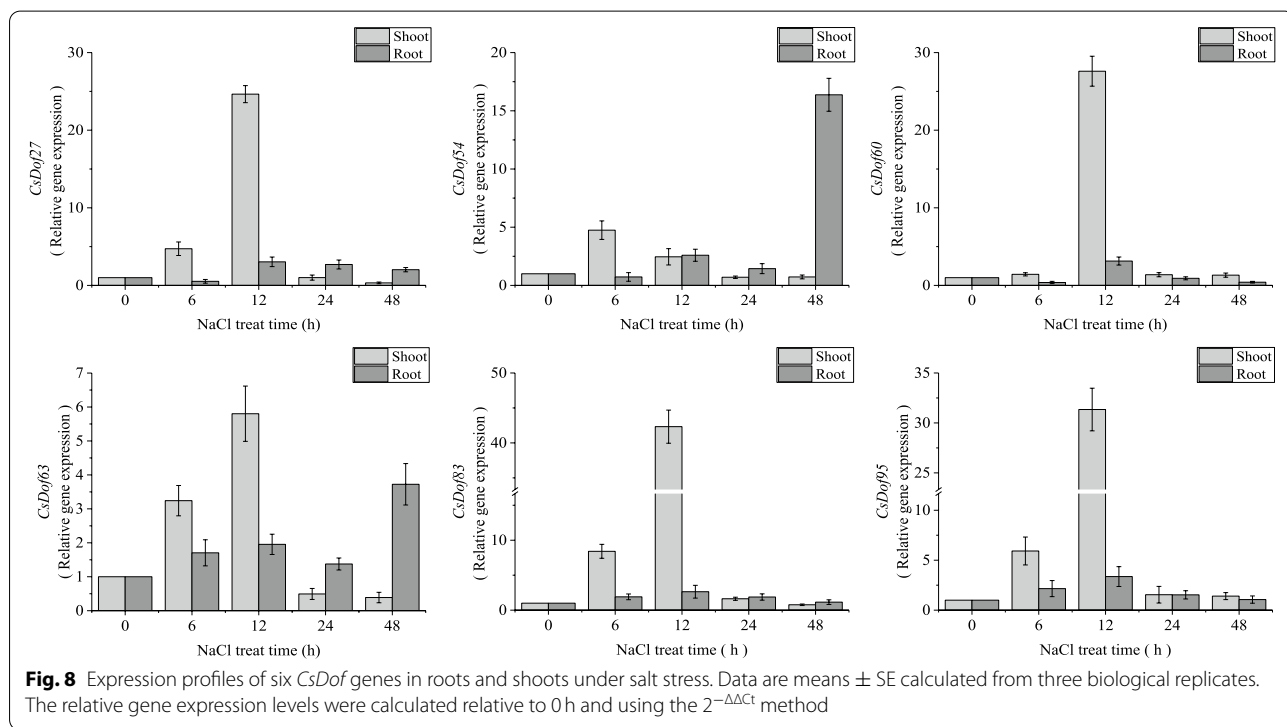 Shoot
Root
30
20
10
0
CsDof27
( Relative gene expression )
0 6 12 24 48
NaCl treat time (h)
Shoot
Root
20
15
10
5
0
CsDof54
( Relative gene expression )
0 6 12 24 48
NaCl treat time (h)
Shoot
Root
30
20
10
0
CsDof60
( Relative gene expression )
0 6 12 24 48
NaCl treat time (h)
Shoot
Root
7
6
5
4
3
2
1
0
CsDof63
( Relative gene expression )
0 6 12 24 48
NaCl treat time (h)
Shoot
Root
50
40
10
0
CsDof83
( Relative gene expression )
0 6 12 24 48
NaCl treat time ( h )
Shoot
Root
35
30
25
10
5
0
CsDof95
( Relative gene expression )
0 6 12 24 48
NaCl treat time ( h )
Fig. 8 Expression profiles of six CsDof genes in roots and shoots under salt stress. Data are means ± SE calculated from three biological replicates.
The relative gene expression levels were calculated relative to 0 h and using the 2−ΔΔCt method